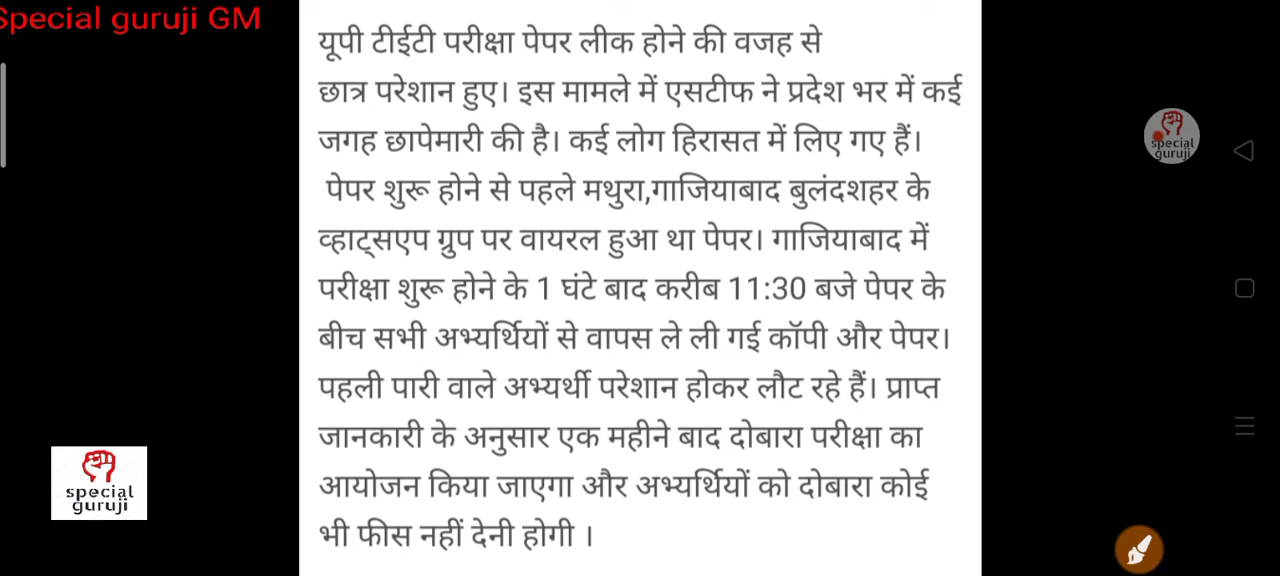 Special guruji GM
यूपी टीईटी परीक्षा पेपर लीक होने की वजह से
छात्र परेशान हुए। इस मामले में एसटीफ ने प्रदेश भर में कई
जगह छापेमारी की है। कई लोग हिरासत में लिए गए हैं।
पेपर शुरू होने से पहले मथुरा,गाजियाबाद बुलंदशहर के
व्हाट्सएप ग्रुप पर वायरल हुआ था पेपर। गाजियाबाद में
परीक्षा शुरू होने के 1 घंटे बाद करीब 11:30 बजे पेपर के
बीच सभी अभ्यर्थियों से वापस ले ली गई कॉपी और पेपर।
पहली पारी वाले अभ्यर्थी परेशान होकर लौट रहे हैं। प्राप्त
जानकारी के अनुसार एक महीने बाद दोबारा परीक्षा का
आयोजन किया जाएगा और अभ्यर्थियों को दोबारा कोई
भी फीस नहीं देनी होगी ।
special
guruji
special
guruji